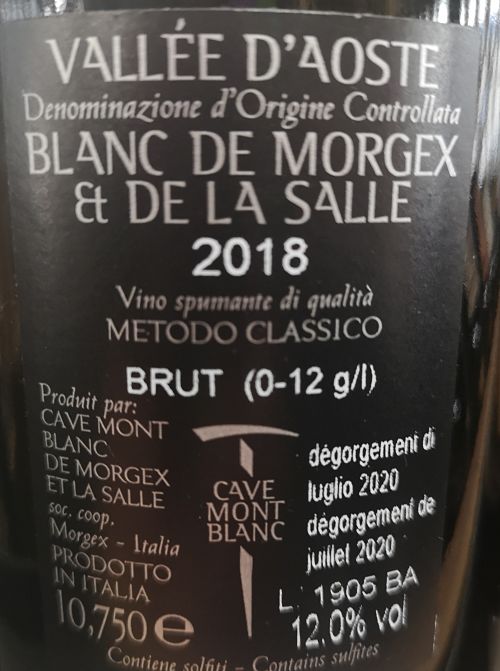 VALLÉE D'AOSTE
Denominazione d'Origine Controllata
BLANC DE MORGEX
et DE LA SALLE
2018
Vino spumante di qualità
METODO CLASSICO
BRUT (0-12 g/l)
Produit par:
CAVE MONT
BLANC
DE MORGEX
ET LA SALLE
soc. coop.
Morgex - Italia
PRODOTTO
IN ITALIA
10,750 e
CAVE
MONT
BLANC
dégorgement di
luglio 2020
dégorgement de
juillet 2020
L: 1905 BA
12.0% vol
Contiene solfiti - Contains sulfites